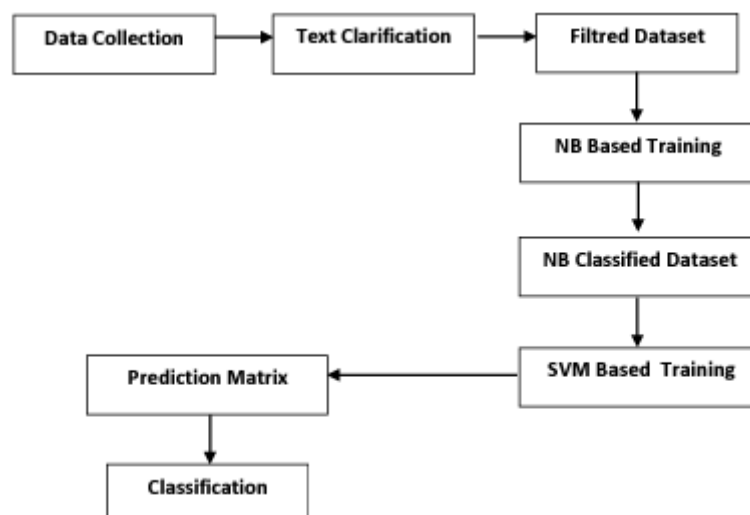 Data Collection
Text Clarification
Filtred Dataset
NB Based Training
NB Classified Dataset
SVM Based Training
Prediction Matrix
Classification